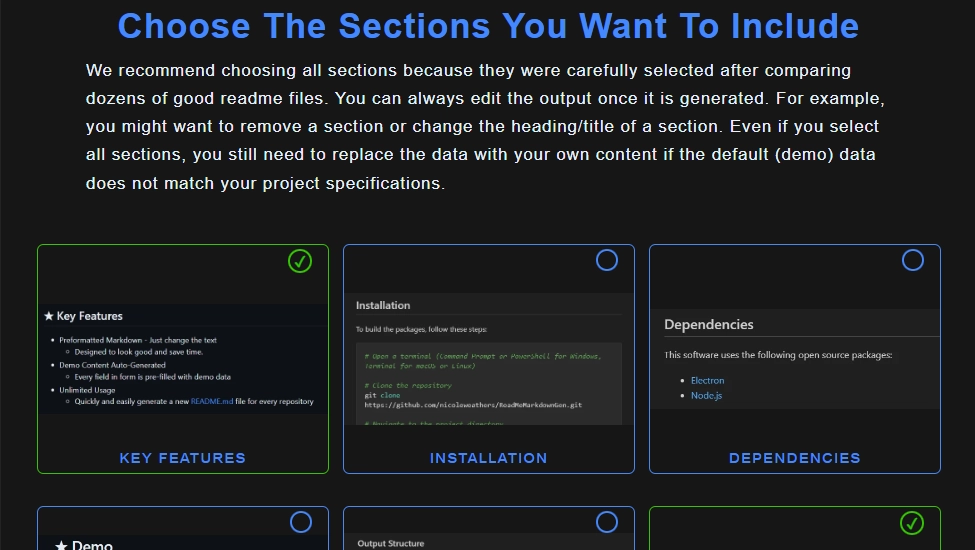 Choose The Sections You Want To Include
We recommend choosing all sections because they were carefully selected after comparing
dozens of good readme files. You can always edit the output once it is generated. For example,
you might want to remove a section or change the heading/title of a section. Even if you select
all sections, you still need to replace the data with your own content if the default (demo) data
does not match your project specifications.
★ Key Features
Preformatted Markdown - Just change the text
Designed to look good and save time.
Demo Content Auto-Generated
Every field in form is pre-filled with demo data
Unlimited Usage
Quickly and easily generate a new README.md file for every repository
KEY FEATURES
Installation
To build the packages, follow these steps:
# Open a terminal (Command Prompt or PowerShell for Windows,
Terminal for macOS or Linux)
# Clone the repository
git clone
https://github.com/nicoleweathers/ReadMeMarkdownGen.git
# Navigate to the project directory
INSTALLATION
Dependencies
This software uses the following open source packages:
Electron
Node.js
DEPENDENCIES
★ Demo
Output Structure